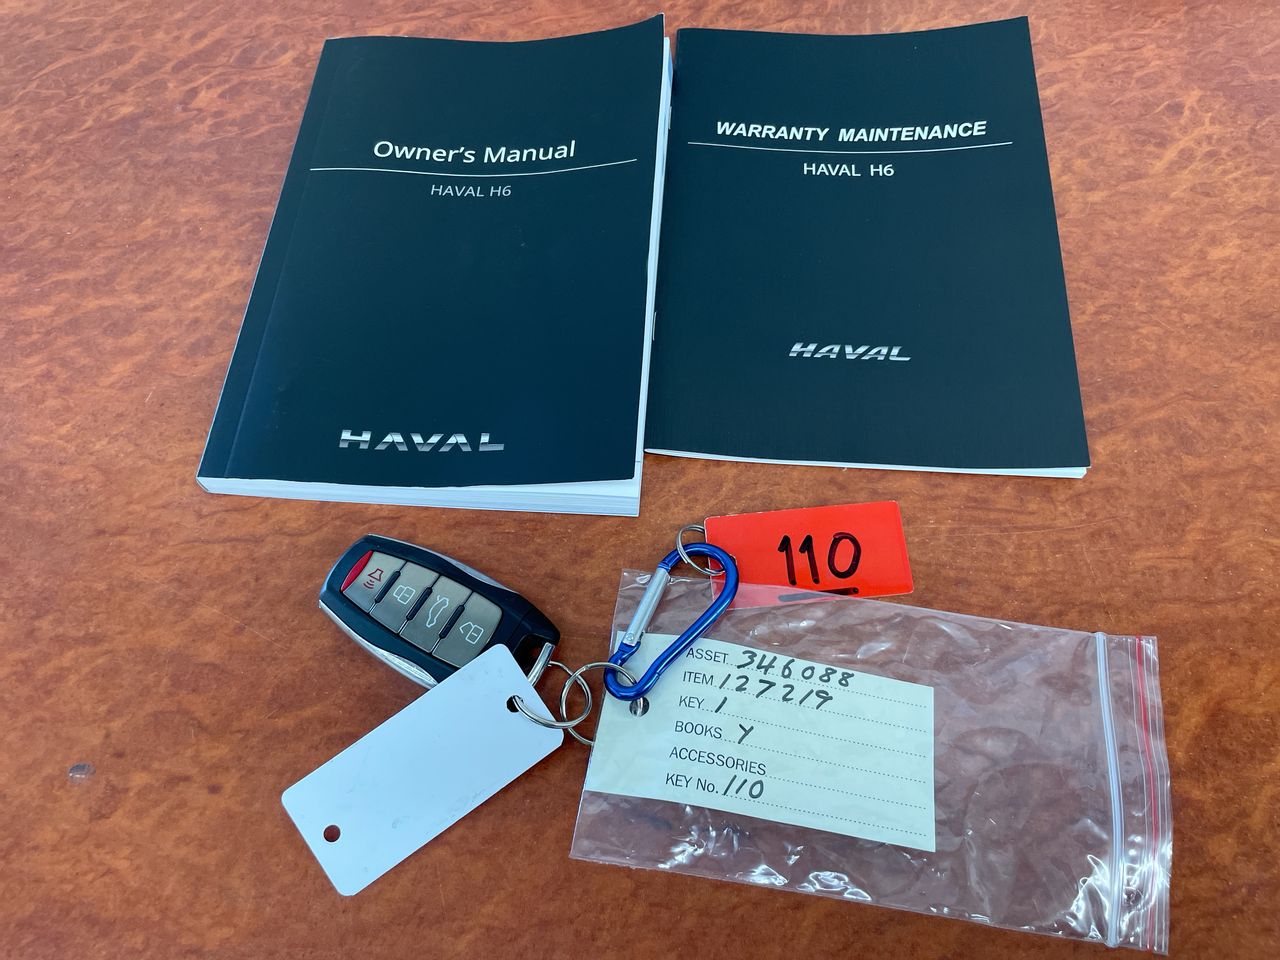 Owner's Manual
HAVAL H6
HAVAL
WARRANTY MAINTENANCE
HAVAL H6
HAVAL
110
ASSET 346088
ITEM 127219
KEY 1
BOOKS Y
ACCESSORIES
KEY No. 110